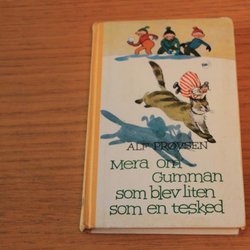 ALF PRØYSEN
Mera om
Gumman
som blev liten
som en tesked